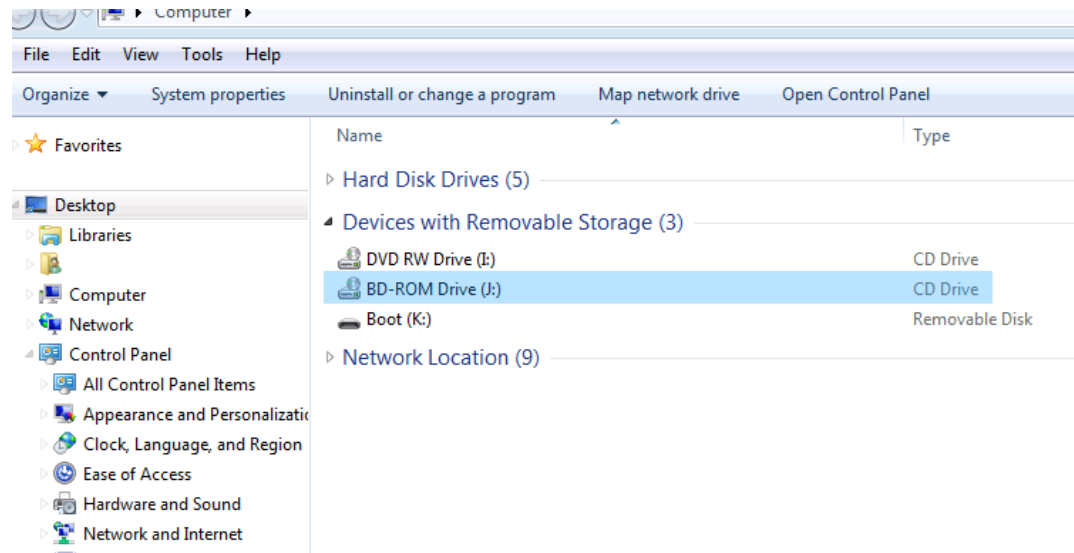 Computer
File Edit View Tools Help
Organize System properties Uninstall or change a program Map network drive Open Control Panel
Favorites
Desktop
Libraries
Computer
Network
Control Panel
All Control Panel Items
Appearance and Personalizatio
Clock, Language, and Region
Ease of Access
Hardware and Sound
Network and Internet
Name Type
Hard Disk Drives (5)
Devices with Removable Storage (3)
DVD RW Drive (I:) CD Drive
BD-ROM Drive (J:) CD Drive
Boot (K:) Removable Disk
Network Location (9)